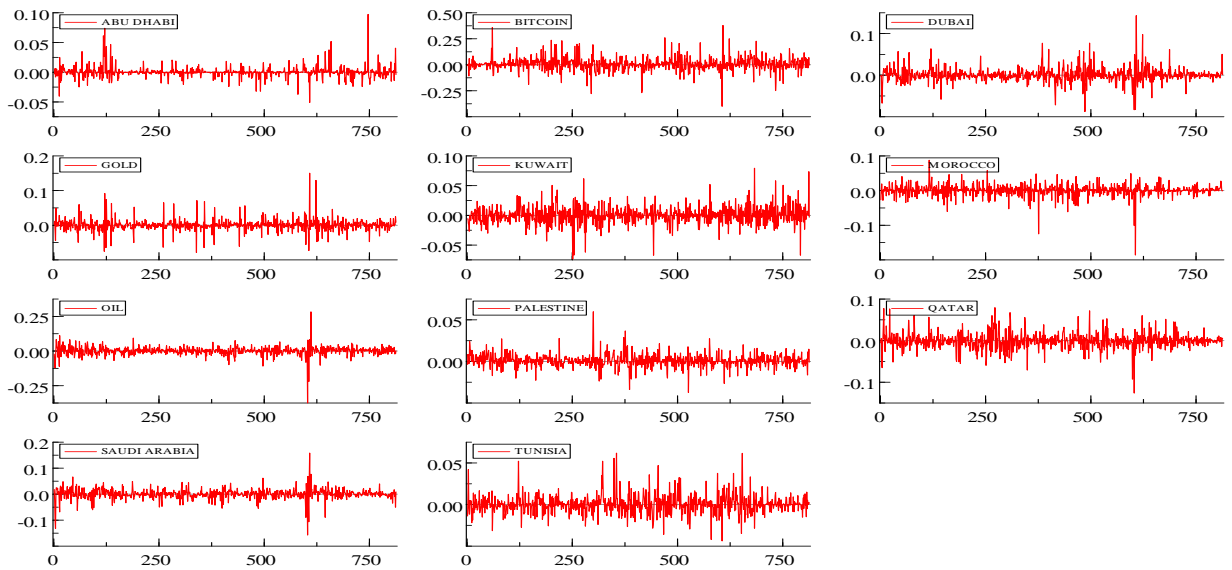 ABU DHABI
0.10
0.05
0.00
-0.05
0 250 500 750
BITCOIN
0.50
0.25
0.00
-0.25
0 250 500 750
DUBAI
0.1
0.0
0 250 500 750
GOLD
0.2
0.1
0.0
0 250 500 750
KUWAIT
0.10
0.05
0.00
-0.05
0 250 500 750
MOROCCO
0.1
0.0
-0.1
0 250 500 750
OIL
0.25
0.00
-0.25
0 250 500 750
PALESTINE
0.05
0.00
0 250 500 750
QATAR
0.1
0.0
-0.1
0 250 500 750
SAUDI ARABIA
0.2
0.1
0.0
-0.1
0 250 500 750
TUNISIA
0.05
0.00
0 250 500 750